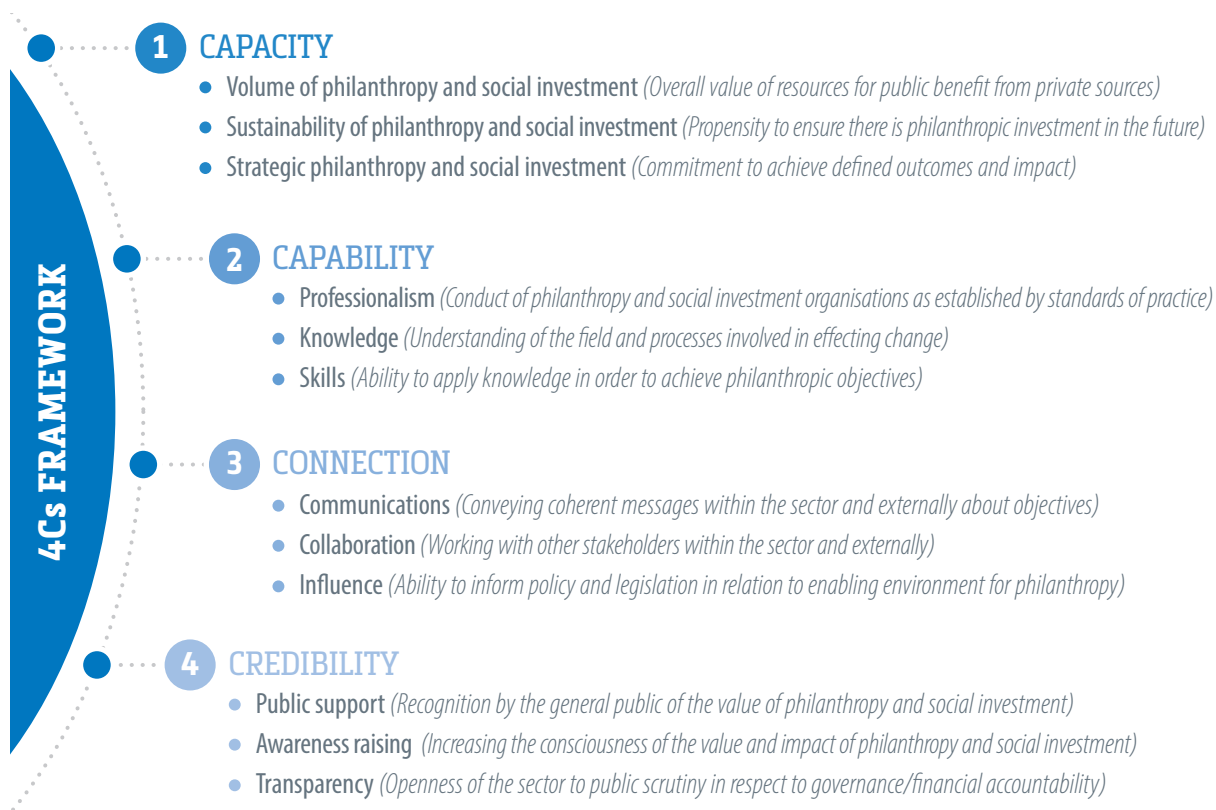 4Cs FRAMEWORK
1 CAPACITY
Volume of philanthropy and social investment (Overall value of resources for public benefit from private sources)
Sustainability of philanthropy and social investment (Propensity to ensure there is philanthropic investment in the future)
Strategic philanthropy and social investment (Commitment to achieve defined outcomes and impact)
2 CAPABILITY
Professionalism (Conduct of philanthropy and social investment organisations as established by standards of practice)
Knowledge (Understanding of the field and processes involved in effecting change)
Skills (Ability to apply knowledge in order to achieve philanthropic objectives)
3 CONNECTION
Communications (Conveying coherent messages within the sector and externally about objectives)
Collaboration (Working with other stakeholders within the sector and externally)
Influence (Ability to inform policy and legislation in relation to enabling environment for philanthropy)
4 CREDIBILITY
Public support (Recognition by the general public of the value of philanthropy and social investment)
Awareness raising (Increasing the consciousness of the value and impact of philanthropy and social investment)
Transparency (Openness of the sector to public scrutiny in respect to governance/financial accountability)